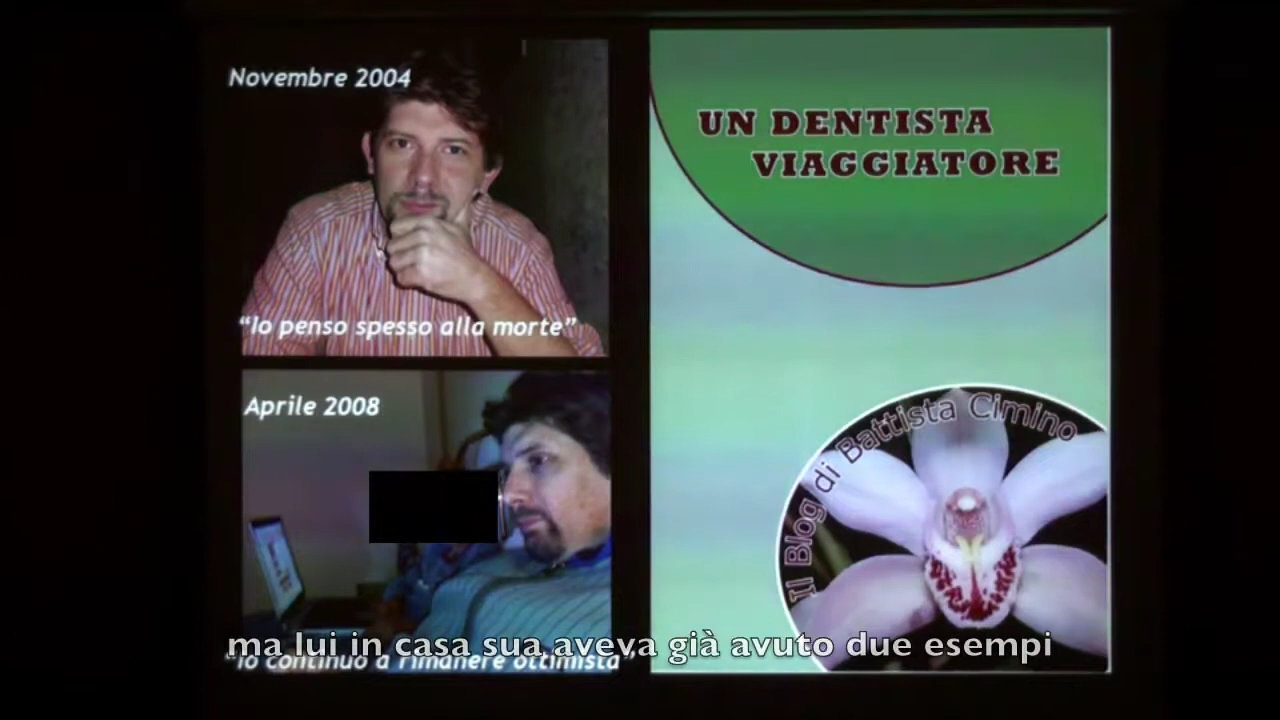 Novembre 2004
"Io penso spesso alla morte"
Aprile 2008
"Io continuo a rimanere ottimista"
UN DENTISTA
VIAGGIATORE
Il Blog di Battista Cimino
ma lui in casa sua aveva già avuto due esempi